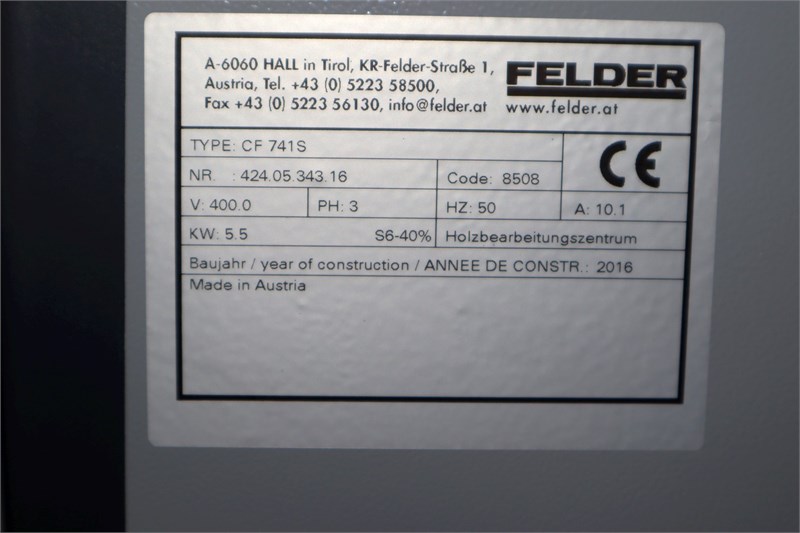 A-6060 HALL in Tirol, KR-Felder-Straße 1,
Austria, Tel. +43 (0) 5223 58500,
Fax +43 (0) 5223 56130, info@felder.at
FELDER
www.felder.at
TYPE: CF 741S
CE
NR. : 424.05.343.16 Code: 8508
V: 400.0 PH: 3 HZ: 50 A: 10.1
KW: 5.5 S6-40% Holzbearbeitungszentrum
Baujahr / year of construction / ANNEE DE CONSTR.: 2016
Made in Austria